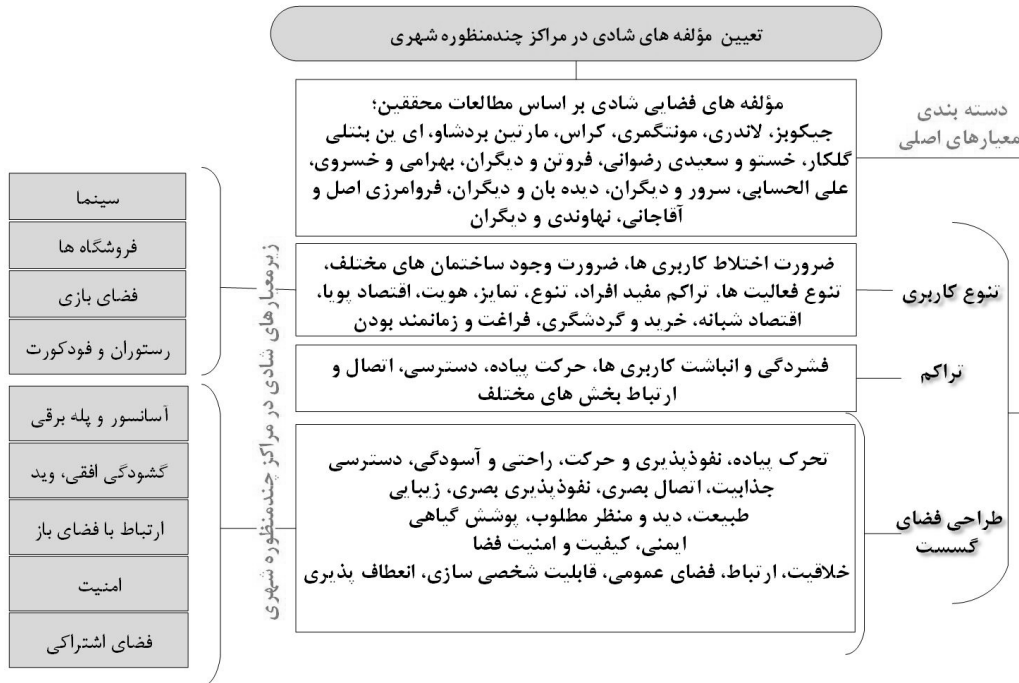 تعیین مؤلفه های شادی در مراکز چندمنظوره شهری
دسته بندی
معیارهای اصلی
مؤلفه های فضایی شادی بر اساس مطالعات محققین؛
جیکوبز، لاندری، مونتگمری، کراس، مارتین بردشاو، ای ین بنتلی
گلکار، خستو و سعیدی رضوانی، فروتن و دیگران، بهرامی و خسروی،
علی الحسابی، سرور و دیگران، دیده بان و دیگران، فروامرزی اصل و
آقاجانی، نهاوندی و دیگران
تنوع کاربری
ضرورت اختلاط کاربری ها، ضرورت وجود ساختمان های مختلف،
تنوع فعالیت ها، تراکم مفید افراد، تنوع، تمایز، هویت، اقتصاد پویا،
اقتصاد شبانه، خرید و گردشگری، فراغت و زمانمند بودن
تراکم
فشردگی و انباشت کاربری ها، حرکت پیاده، دسترسی، اتصال و
ارتباط بخش های مختلف
طراحی فضای
گسست
تحرک پیاده، نفوذپذیری و حرکت، راحتی و آسودگی، دسترسی
جذابیت، اتصال بصری، نفوذپذیری بصری، زیبایی
طبیعت، دید و منظر مطلوب، پوشش گیاهی
ایمنی، کیفیت و امنیت فضا
خلاقیت، ارتباط، فضای عمومی، قابلیت شخصی سازی، انعطاف پذیری
زیرمعیارهای شادی در مراکز چندمنظوره شهری
سینما
فروشگاه ها
فضای بازی
رستوران و فودکورت
آسانسور و پله برقی
گشودگی افقی، وید
ارتباط با فضای باز
امنیت
فضای اشتراکی